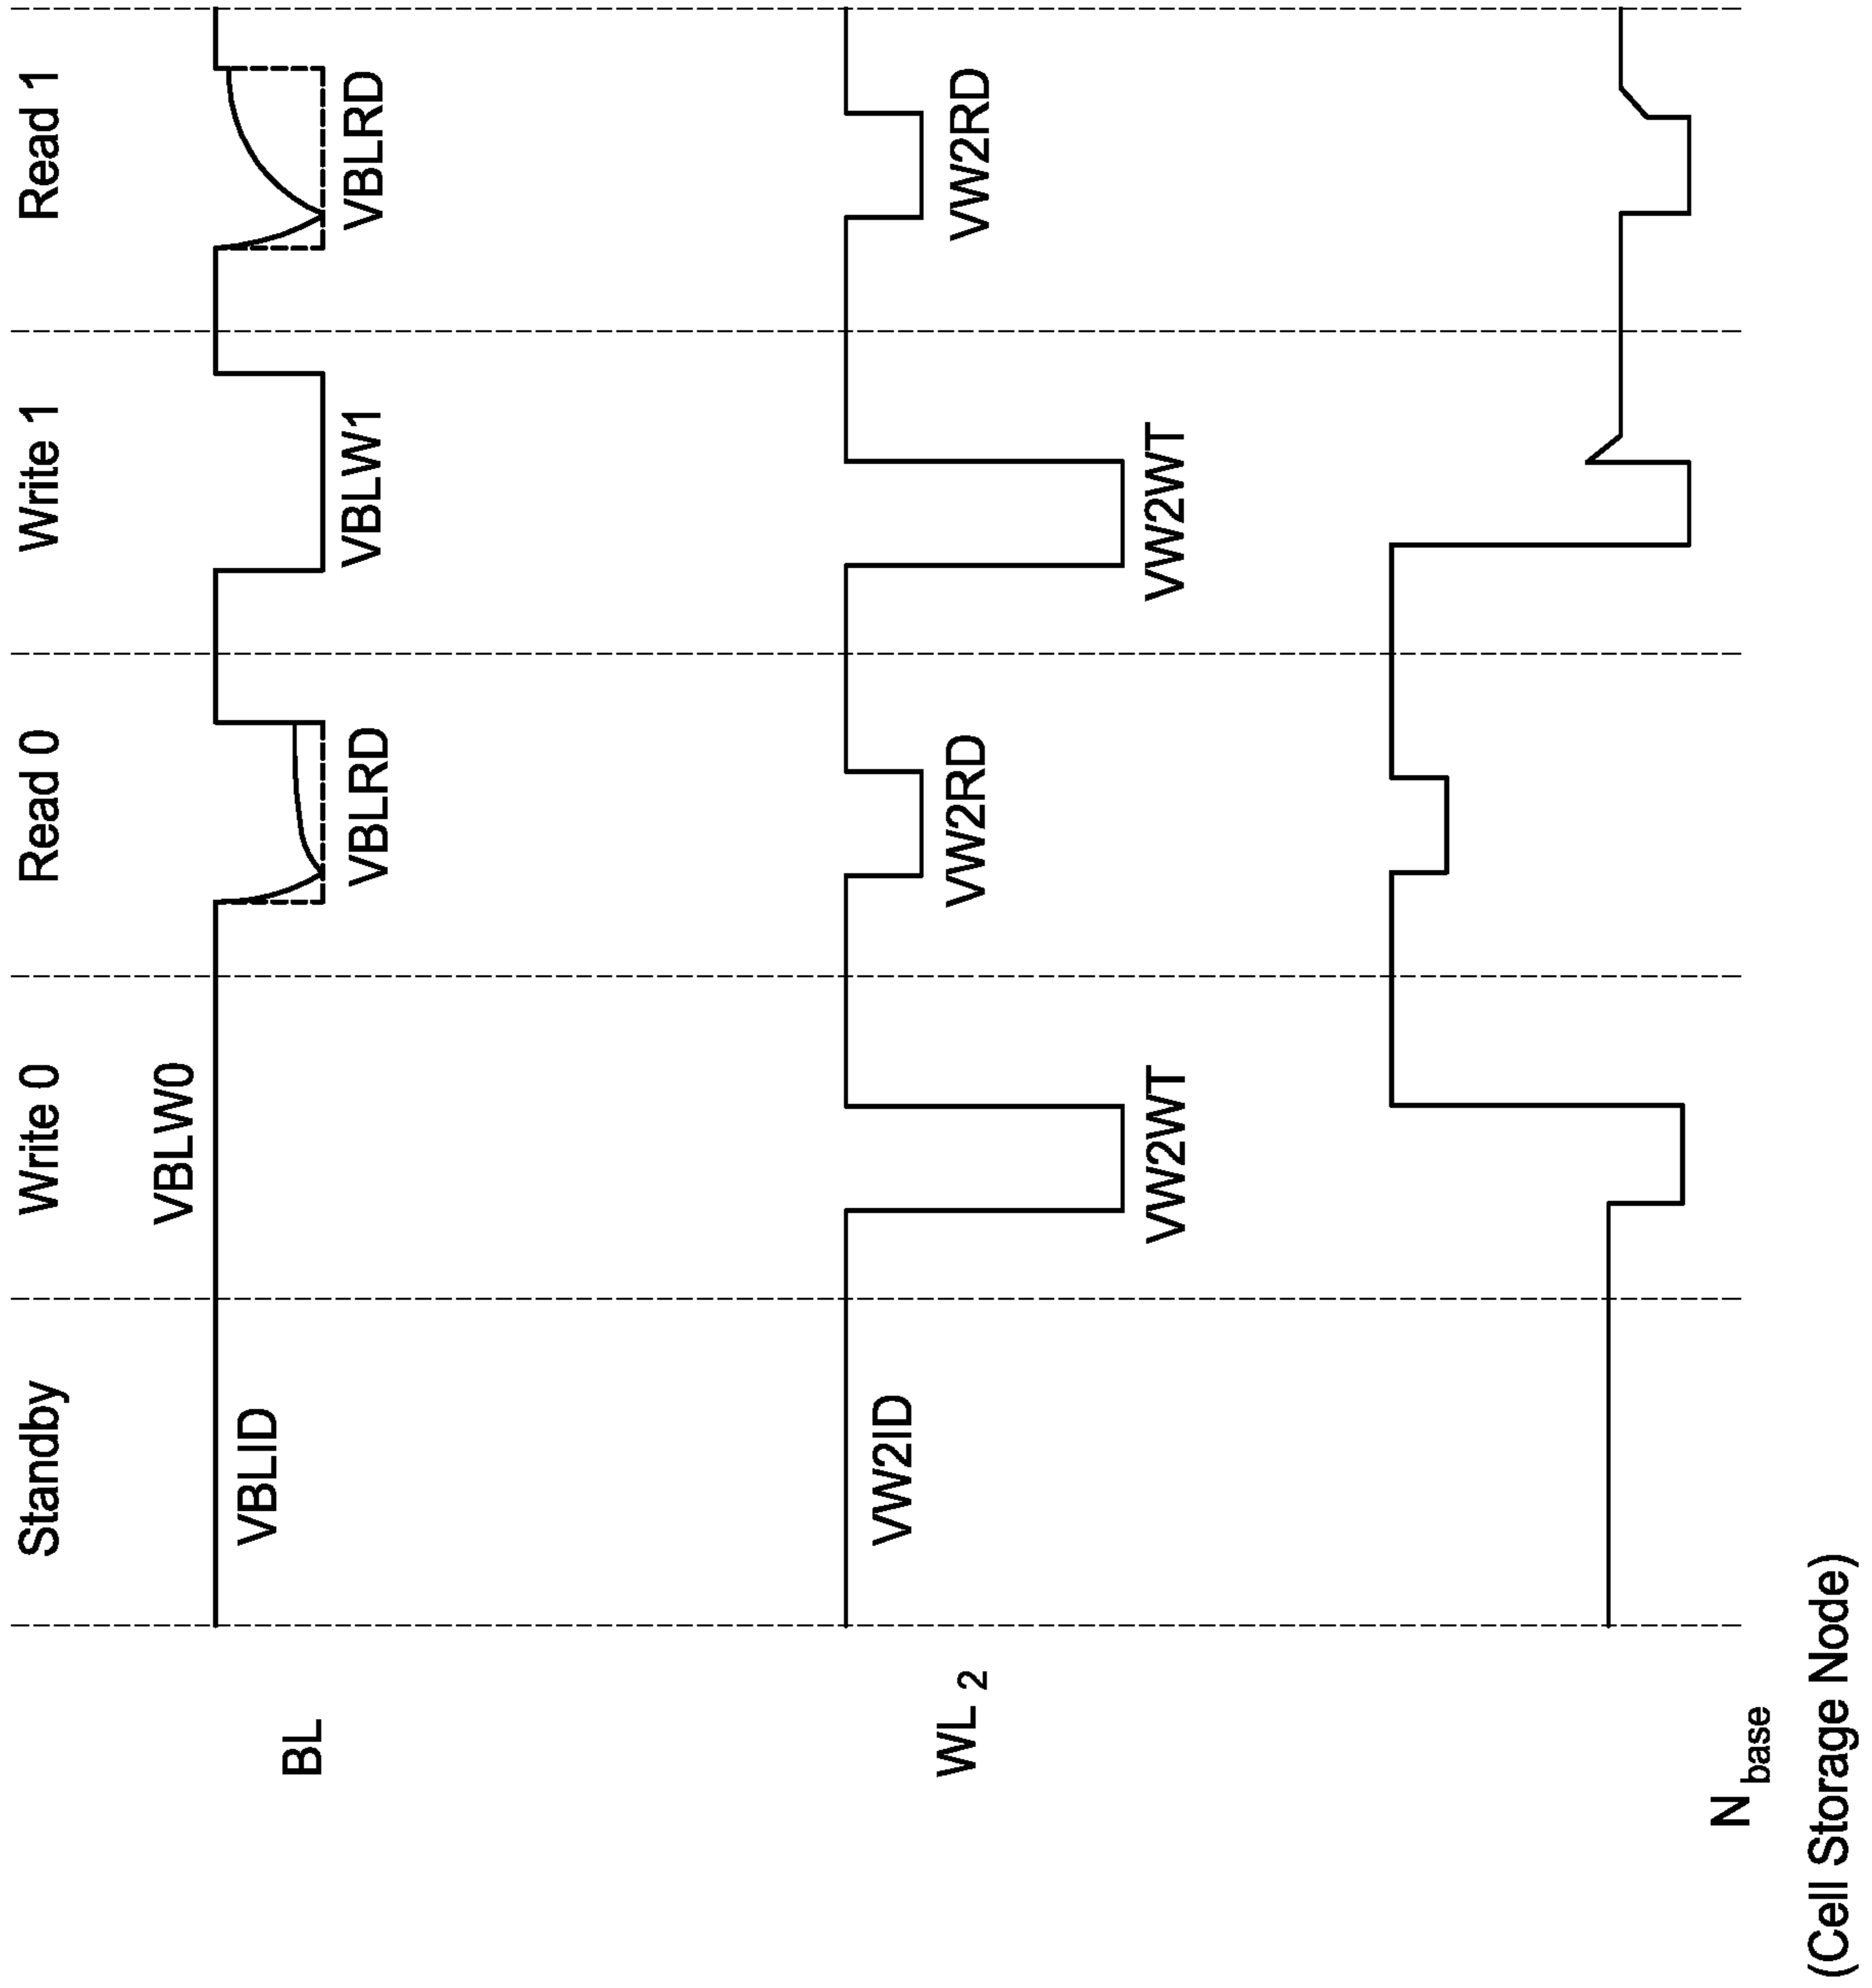 Standby Write 0 Read 0 Write 1 Read 1
VBLW0
BL
VBLID
VBLRD
VBLW1
VBLRD
WL 2
VW2ID
VW2WT
VW2RD
VW2WT
VW2RD
N base
(Cell Storage Node)